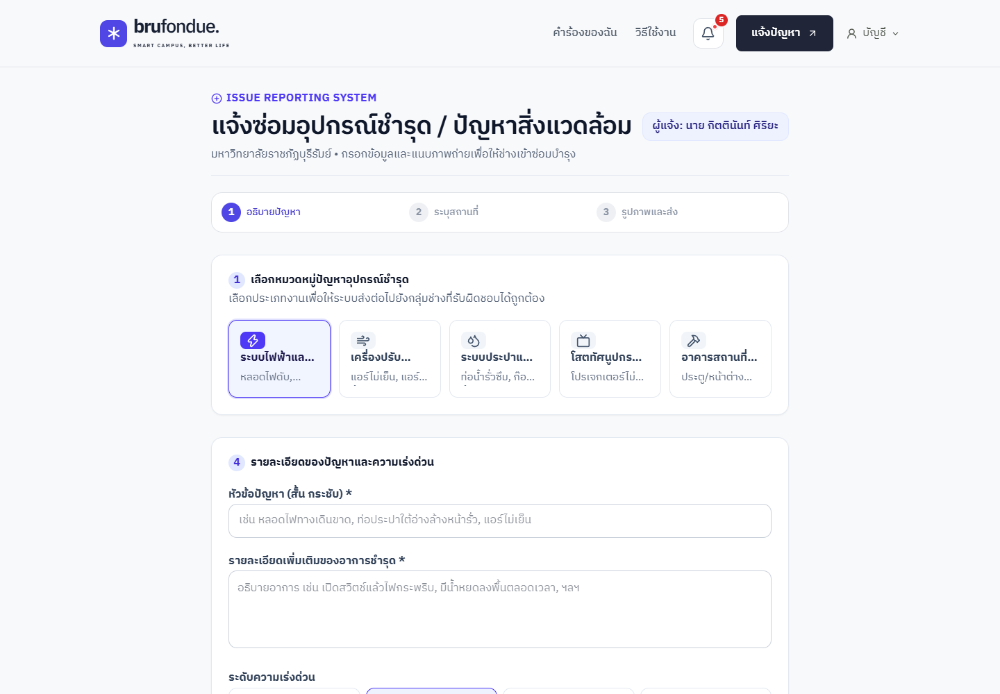 brufondue.
SMART CAMPUS, BETTER LIFE
คำร้องของฉัน
วิธีใช้งาน
5
แจ้งปัญหา
บัญชี
ISSUE REPORTING SYSTEM
แจ้งซ่อมอุปกรณ์ชำรุด / ปัญหาสิ่งแวดล้อม
ผู้แจ้ง: นาย กิตตินันท์ ศิริยะ
มหาวิทยาลัยราชภัฏบุรีรัมย์ • กรอกข้อมูลและแนบภาพถ่ายเพื่อให้ช่างเข้าซ่อมบำรุง
1 อธิบายปัญหา
2 ระบุสถานที่
3 รูปภาพและส่ง
1 เลือกหมวดหมู่ปัญหาอุปกรณ์ชำรุด
เลือกประเภทงานเพื่อให้ระบบส่งต่อไปยังกลุ่มช่างที่รับผิดชอบได้ถูกต้อง
ระบบไฟฟ้าแล...
หลอดไฟดับ,...
เครื่องปรับ...
แอร์ไม่เย็น, แอร์...
ระบบประปาแ...
ท่อน้ำรั่วซึม, ก๊อ...
โสตทัศนูปกร...
โปรเจกเตอร์ไม่...
อาคารสถานที่...
ประตู/หน้าต่าง...
4 รายละเอียดของปัญหาและความเร่งด่วน
หัวข้อปัญหา (สั้น กระชับ) *
เช่น หลอดไฟทางเดินขาด, ท่อประปาใต้อ่างล้างหน้ารั่ว, แอร์ไม่เย็น
รายละเอียดเพิ่มเติมของอาการชำรุด *
อธิบายอาการ เช่น เปิดสวิตช์แล้วไฟกระพริบ, มีน้ำหยดลงพื้นตลอดเวลา, ฯลฯ
ระดับความเร่งด่วน